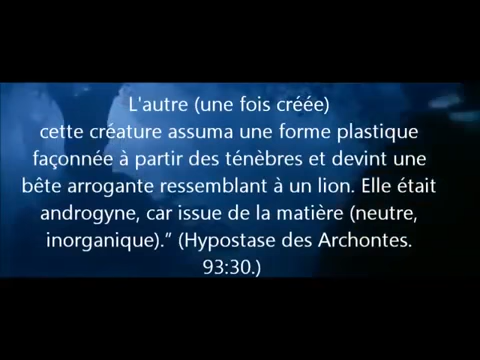 L'autre (une fois créée)
cette créature assuma une forme plastique
façonnée à partir des ténèbres et devint une
bête arrogante ressemblant à un lion. Elle était
androgyne, car issue de la matière (neutre,
inorganique).” (Hypostase des Archontes.
93:30.)